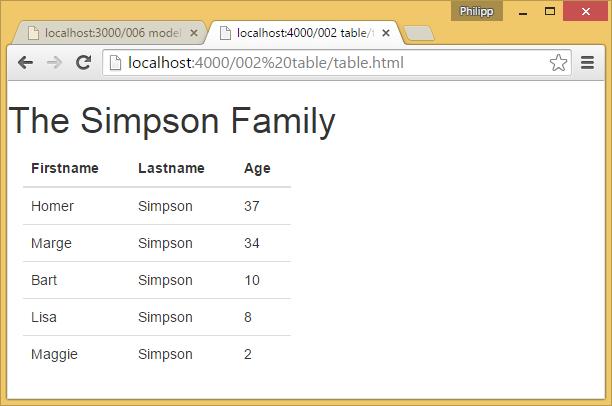 Philipp
localhost:3000/006 model localhost:4000/002 table/t
localhost:4000/002%20table/table.html
The Simpson Family
Firstname Lastname Age
Homer Simpson 37
Marge Simpson 34
Bart Simpson 10
Lisa Simpson 8
Maggie Simpson 2